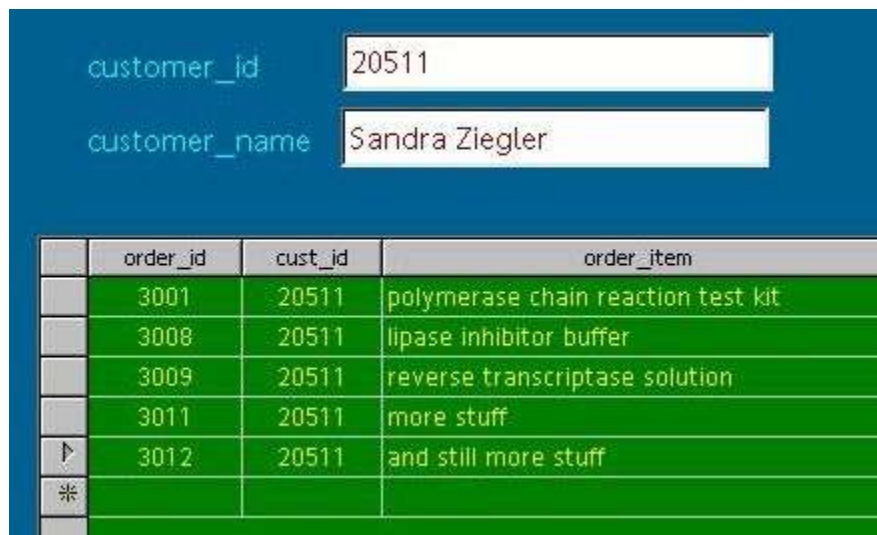 customer_id 20511
customer_name Sandra Ziegler
order_id cust_id order_item
3001 20511 polymerase chain reaction test kit
3008 20511 lipase inhibitor buffer
3009 20511 reverse transcriptase solution
3011 20511 more stuff
3012 20511 and still more stuff